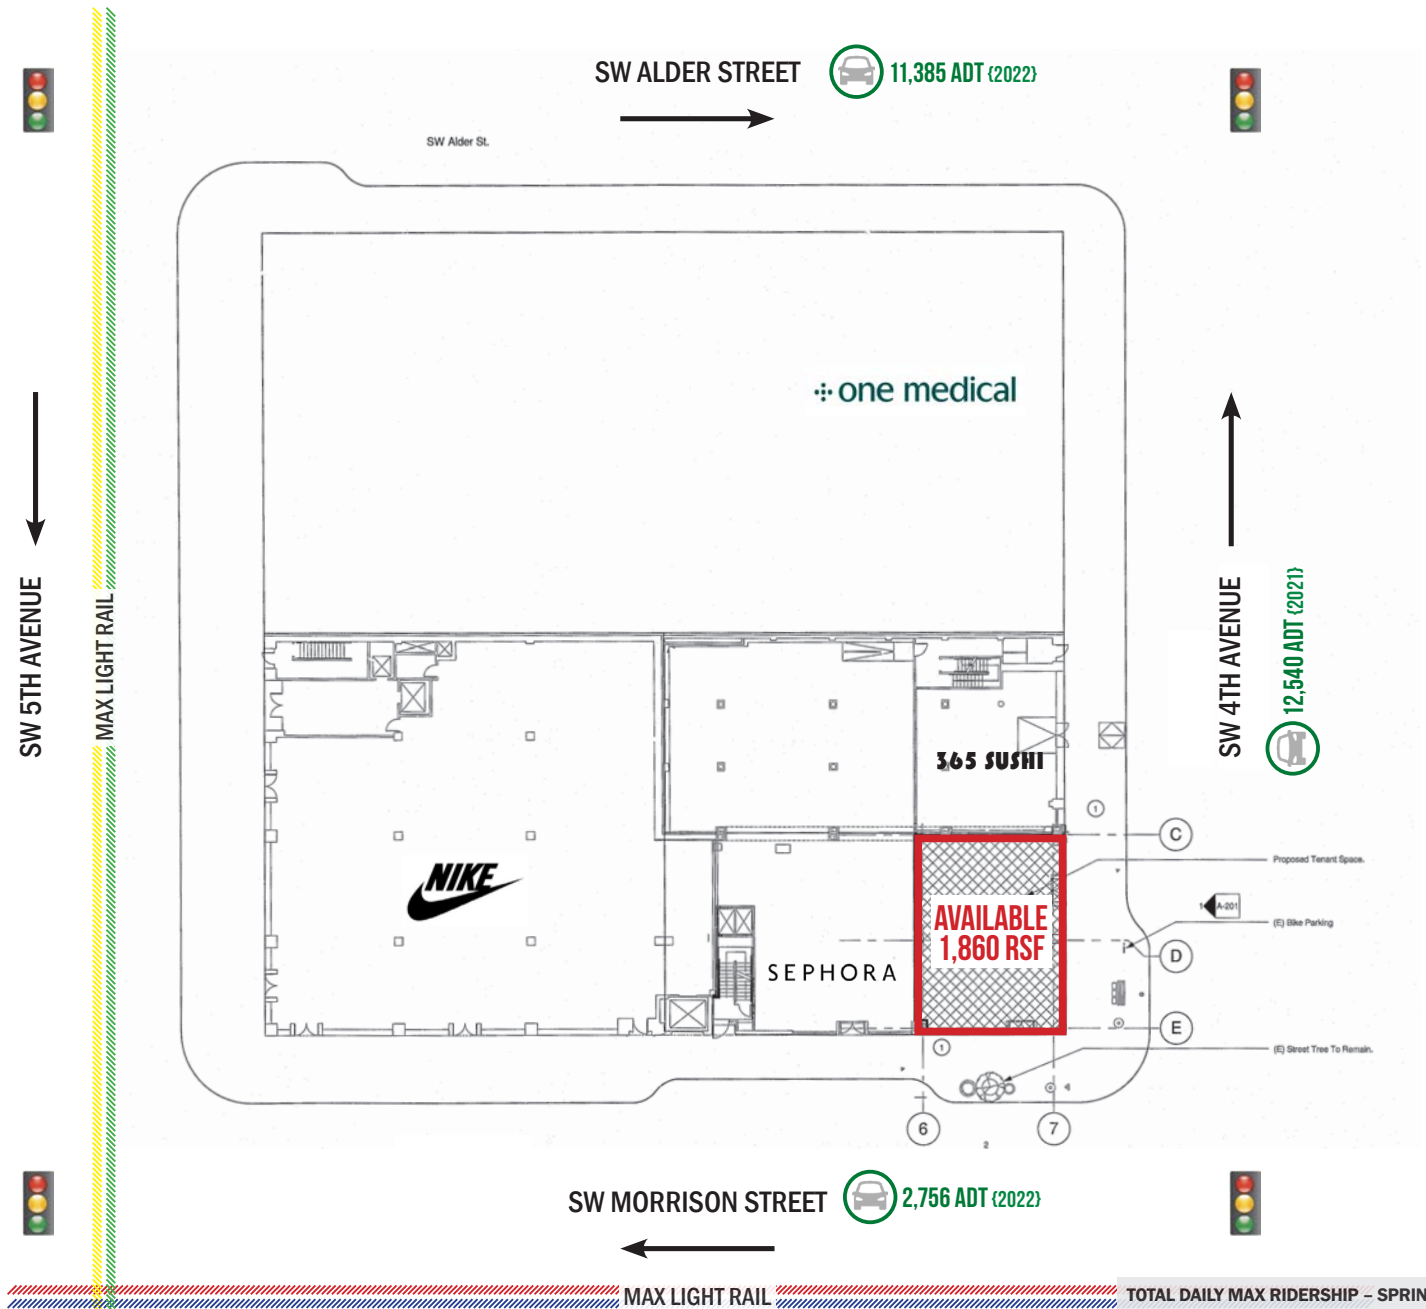 SW ALDER STREET
11,385 ADT {2022}
SW Alder St.
one medical
SW 5TH AVENUE
MAX LIGHT RAIL
SW 4TH AVENUE
12,540 ADT {2021}
365 SUSHI
1
C
Proposed Tenant Space.
NIKE
AVAILABLE
1,860 RSF
1 A-201
(E) Bike Parking
D
SEPHORA
E
1
(E) Street Tree To Remain.
6
7
2
SW MORRISON STREET
2,756 ADT {2022}
MAX LIGHT RAIL
TOTAL DAILY MAX RIDERSHIP – SPRIN